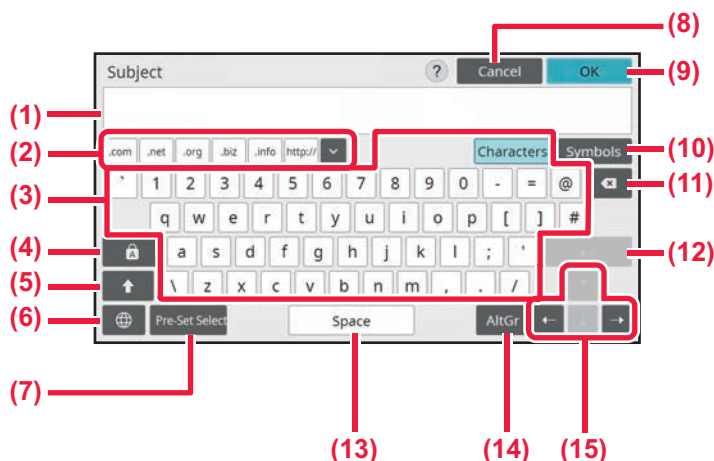 (8)
Subject ? Cancel OK (9)
(1)
(2) .com .net .org .biz .info http:// Characters Symbols (10)
(3) ` 1 2 3 4 5 6 7 8 9 0 - = @ (11)
q w e r t y u i o p [ ] #
(4) A a s d f g h j k l ; ' (12)
(5) \ z x c v b n m , . /
(6) Pre-Set Select Space AltGr ← ↓ →
(7)
(13) (14) (15)